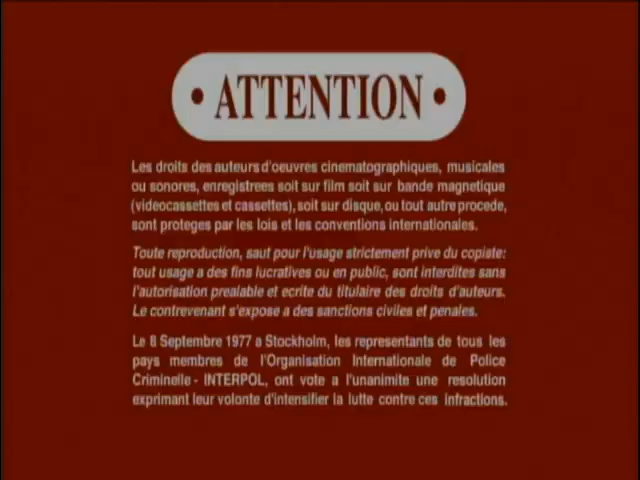 • ATTENTION •
Les droits des auteurs d'oeuvres cinematographiques, musicales
ou sonores, enregistrees soit sur film soit sur bande magnetique
(videocassettes et cassettes), soit sur disque, ou tout autre procede,
sont proteges par les lois et les conventions internationales.
Toute reproduction, saut pour l'usage strictement prive du copiste:
tout usage a des fins lucratives ou en public, sont interdites sans
l'autorisation prealable et ecrite du titulaire des droits d'auteurs.
Le contrevenant s'expose a des sanctions civiles et penales.
Le 8 Septembre 1977 a Stockholm, les representants de tous les
pays membres de l'Organisation Internationale de Police
Criminelle - INTERPOL, ont vote a l'unanimite une resolution
exprimant leur volonte d'intensifier la lutte contre ces infractions.